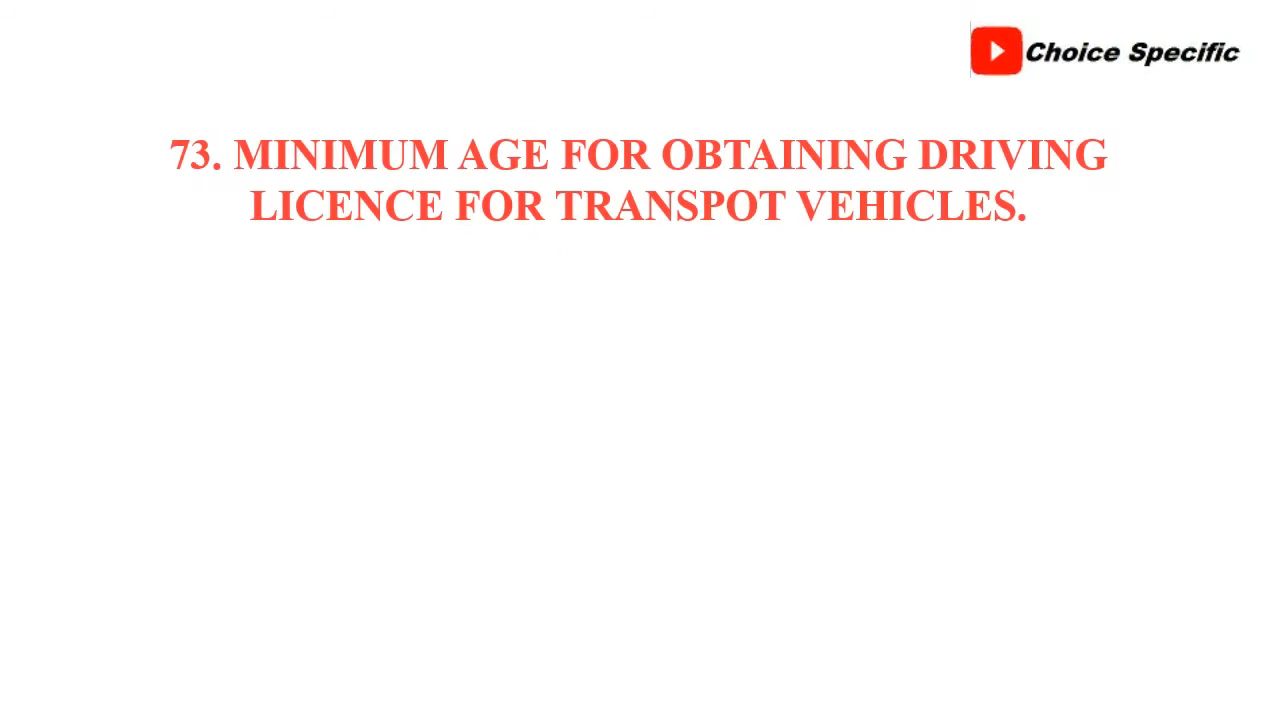 Choice Specific
73. MINIMUM AGE FOR OBTAINING DRIVING
LICENCE FOR TRANSPOT VEHICLES.